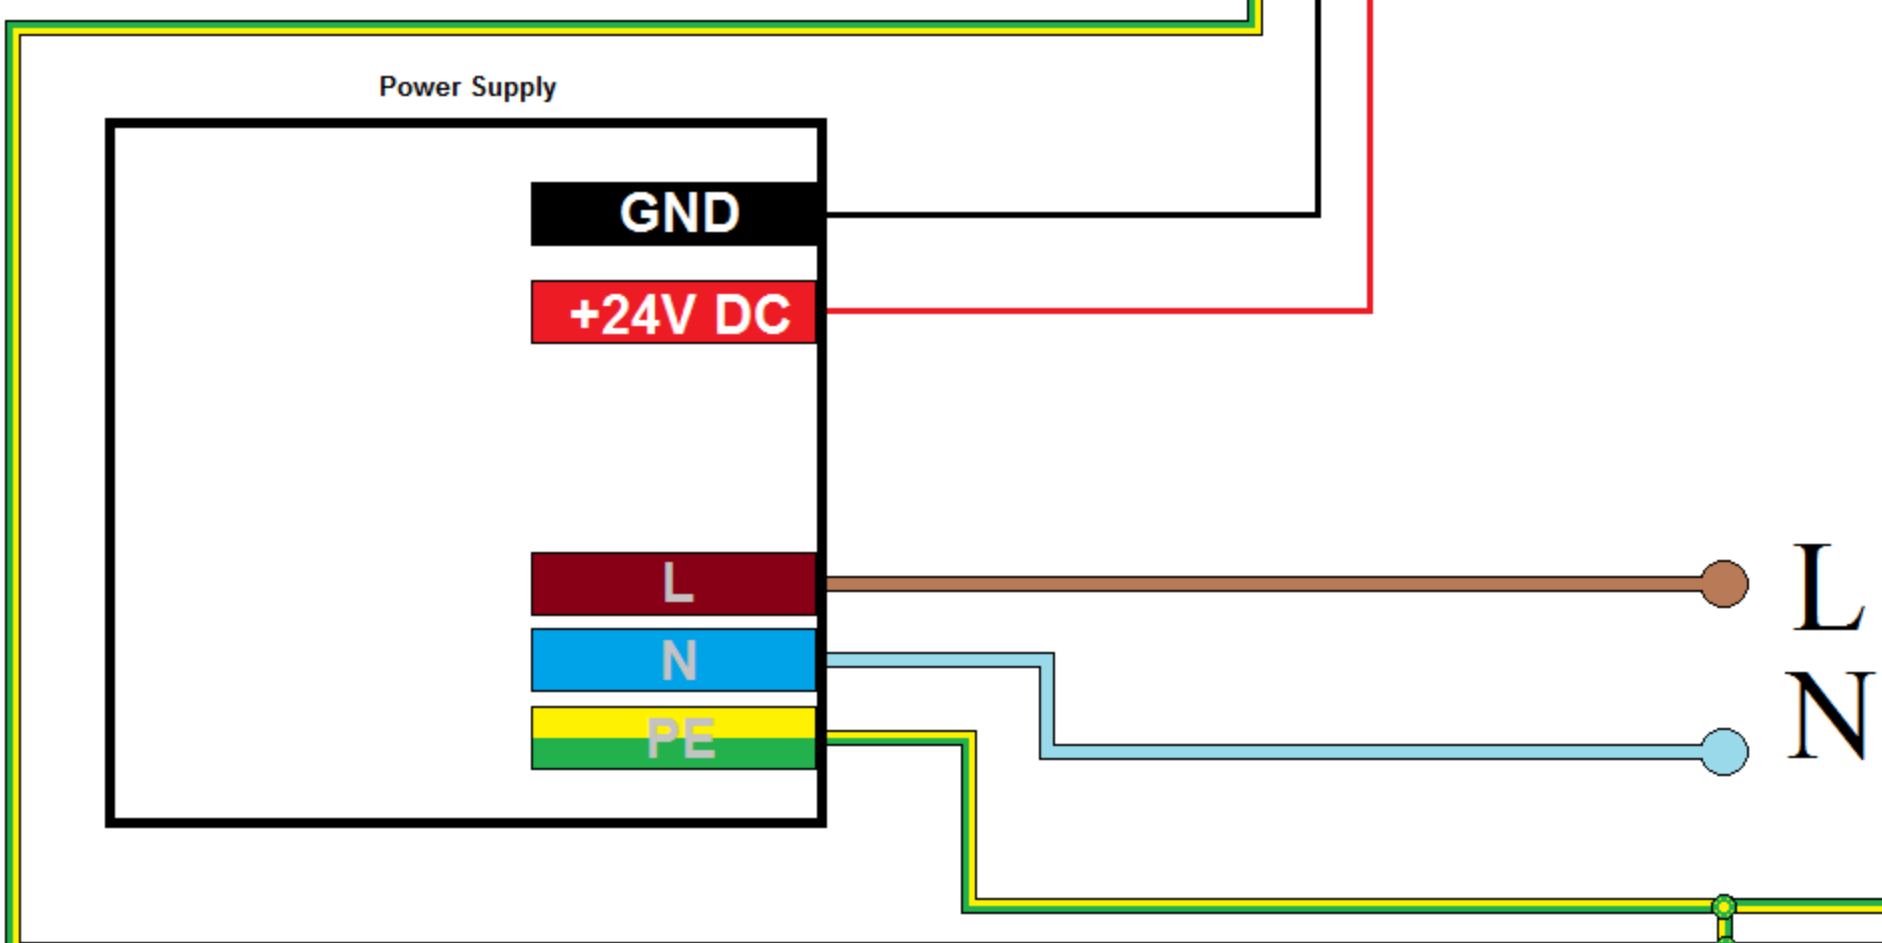 Power Supply
GND
+24V DC
L
L
N
N
PE